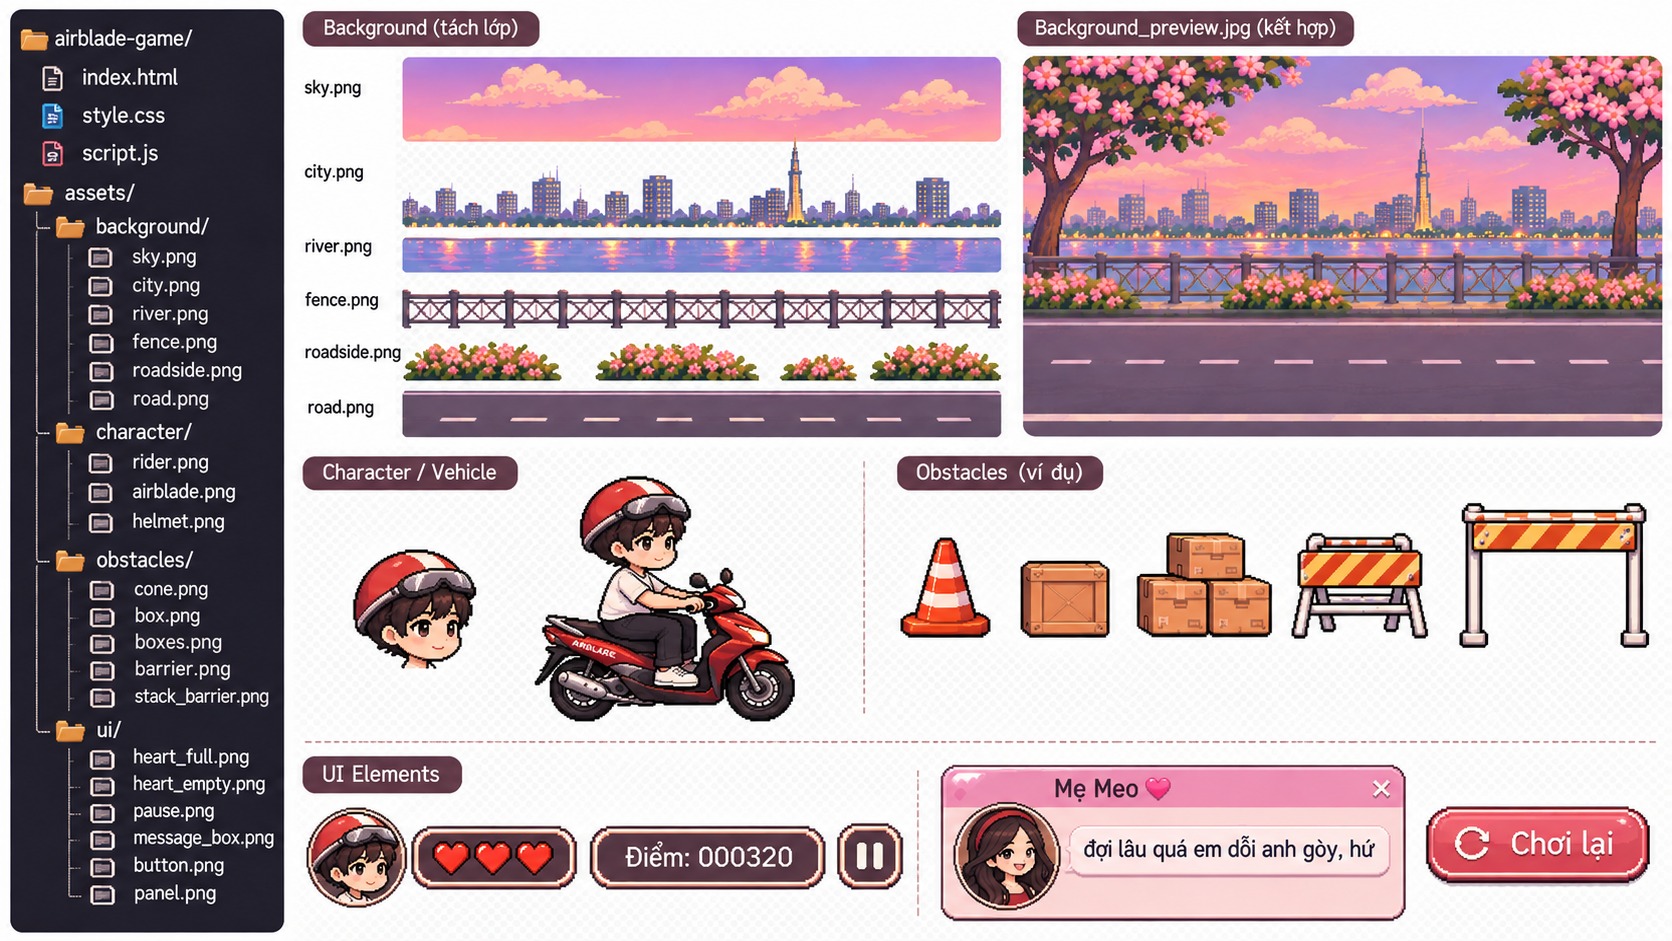 airblade-game/
index.html
style.css
script.js
assets/
background/
sky.png
city.png
river.png
fence.png
roadside.png
road.png
character/
rider.png
airblade.png
helmet.png
obstacles/
cone.png
box.png
boxes.png
barrier.png
stack_barrier.png
ui/
heart_full.png
heart_empty.png
pause.png
message_box.png
button.png
panel.png
Background (tách lớp)
sky.png
city.png
river.png
fence.png
roadside.png
road.png
Background_preview.jpg (kết hợp)
Character / Vehicle
Obstacles (ví đụ)
UI Elements
Điểm: 000320
Mẹ Meo
đợi lâu quá em dỗi anh gòy, hứ
Chơi lại